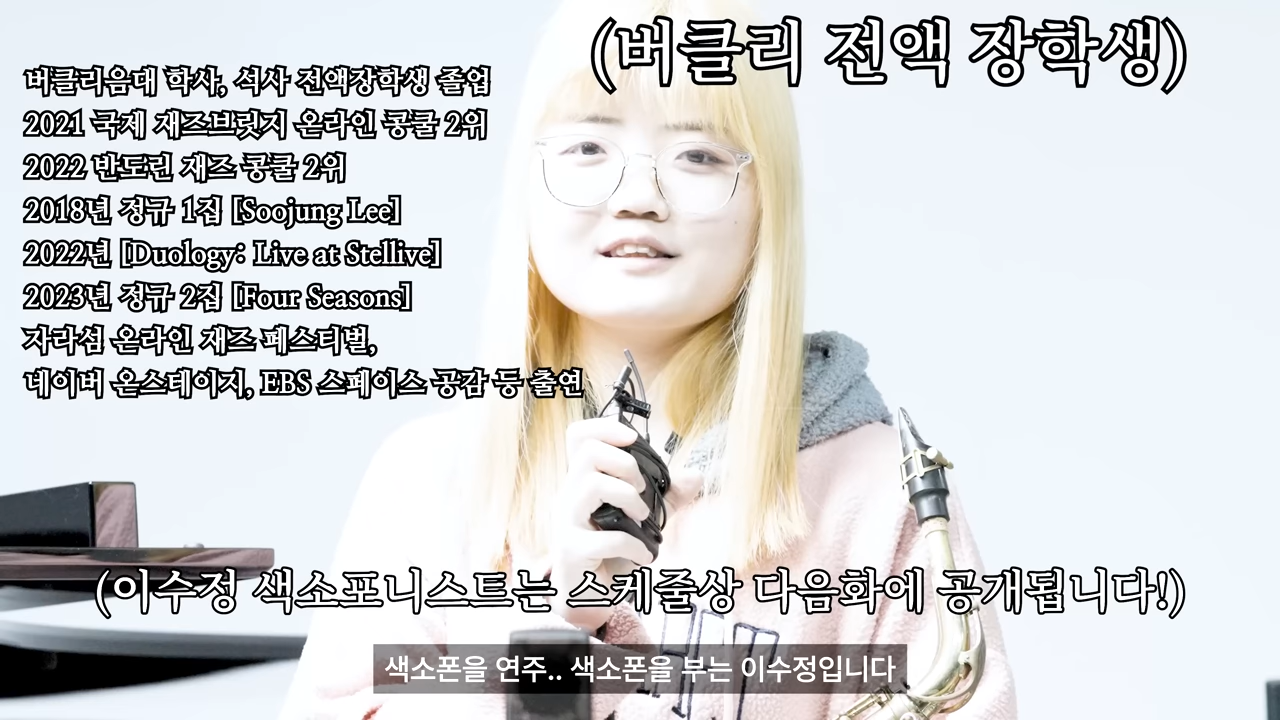 (버클리 전액 장학생)
버클리음대 학사, 석사 전액장학생 졸업
2021 국제 재즈브릿지 온라인 콩쿨 2위
2022 반도린 재즈 콩쿨 2위
2018년 정규 1집 [Soojung Lee]
2022년 [Duology: Live at Stellive]
2023년 정규 2집 [Four Seasons]
자라섬 온라인 재즈 페스티벌,
네이버 온스테이지, EBS 스페이스 공감 등 출연
(이수정 색소포니스트는 스케줄상 다음화에 공개됩니다!)
색소폰을 연주.. 색소폰을 부는 이수정입니다